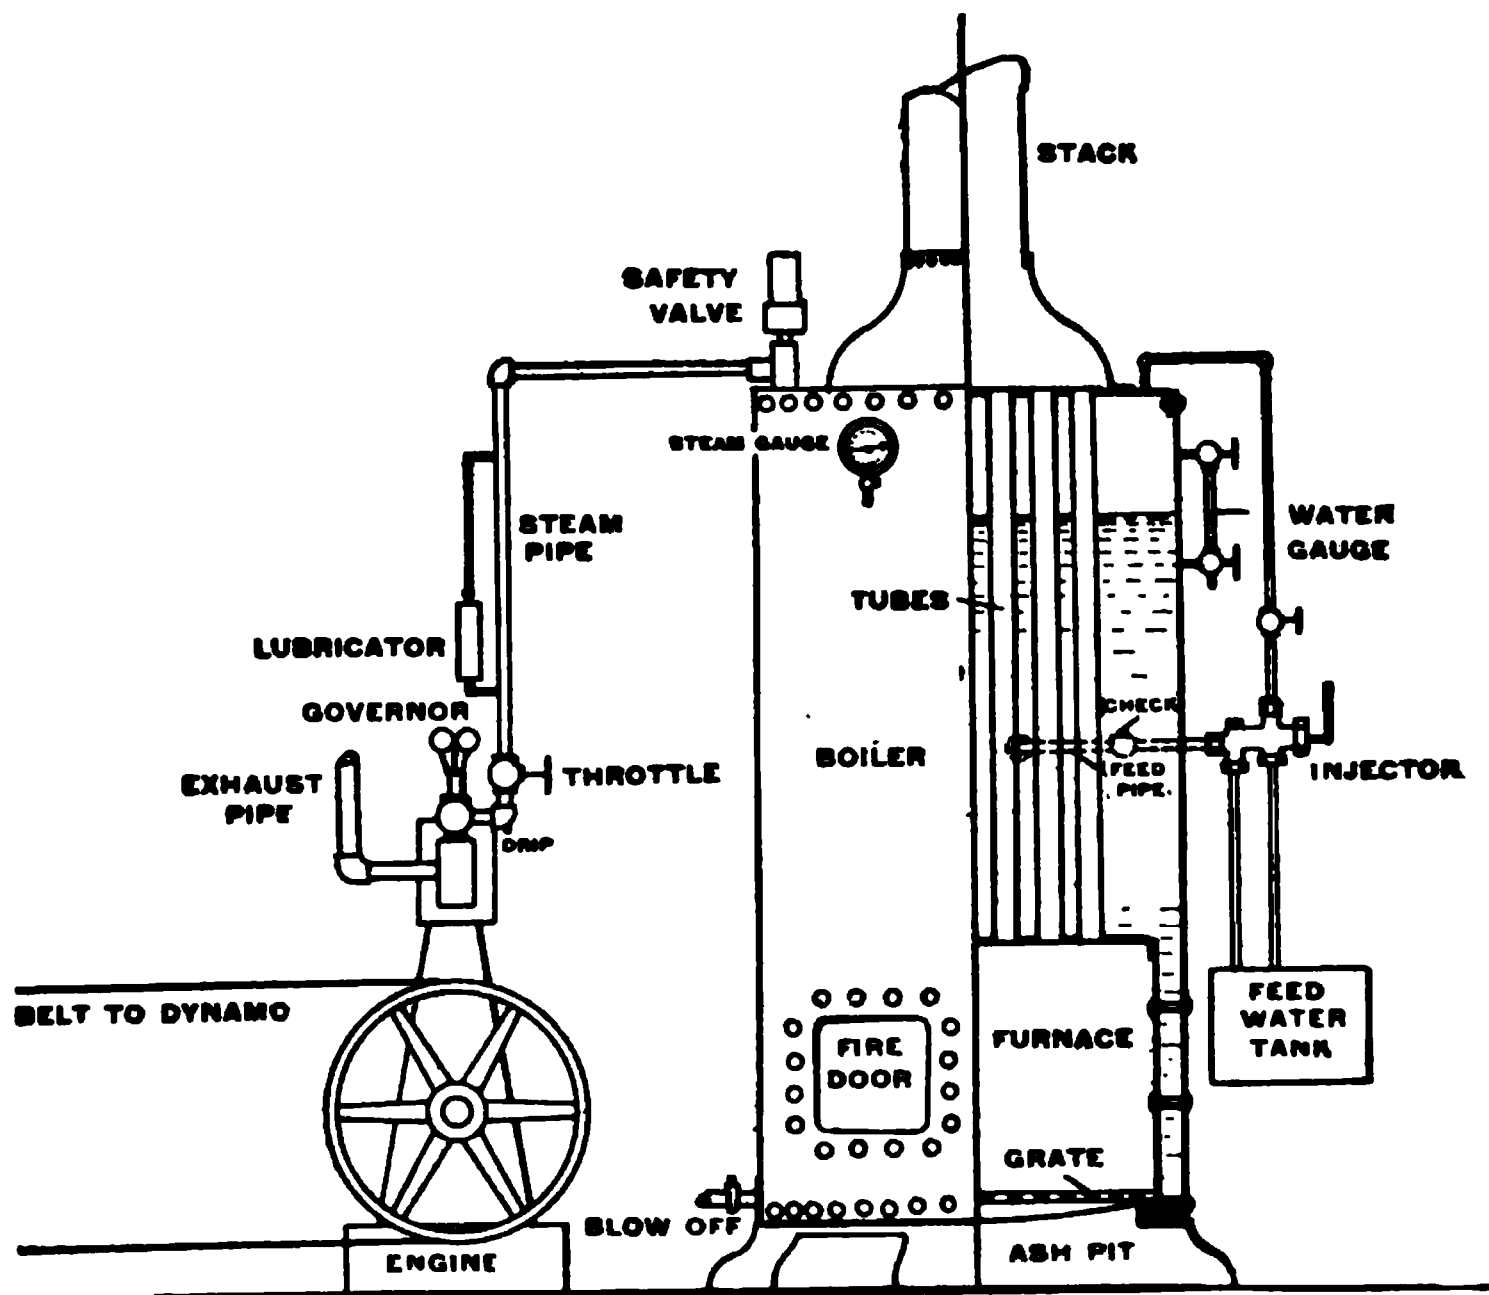 STACK
SAFETY
VALVE
STEAM GAUGE
STEAM
PIPE
WATER
GAUGE
TUBES
LUBRICATOR
GOVERNOR
CHECK
BOILER
THROTTLE
FEED
PIPE.
INJECTOR
EXHAUST
PIPE
DRIP
FEED
WATER
TANK
BELT TO DYNAMO
FURNACE
FIRE
DOOR
GRATE
BLOW OFF
ASH PIT
ENGINE